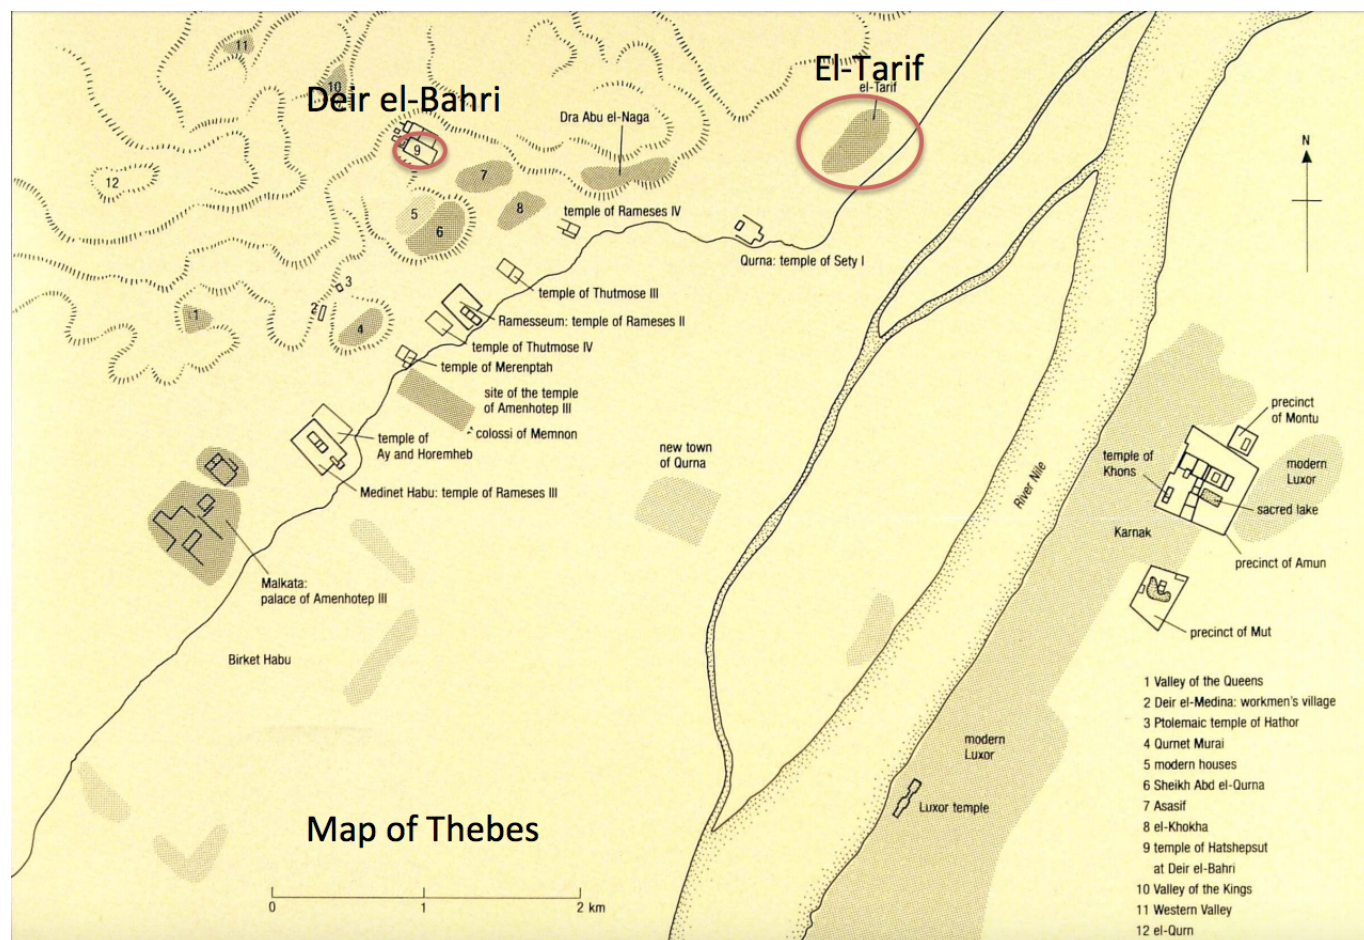 11
10
Deir el-Bahri
El-Tarif
el-Tarif
Dra Abu el-Naga
N
9
12
7
5
8
6
temple of Rameses IV
Qurna: temple of Sety I
3
2
1
4
temple of Thutmose III
Ramesseum: temple of Rameses II
temple of Thutmose IV
temple of Merenptah
site of the temple
of Amenhotep III
colossi of Memnon
temple of
Ay and Horemheb
Medinet Habu: temple of Rameses III
new town
of Qurna
River Nile
precinct
of Montu
temple of
Khons
modern
Luxor
sacred lake
Karnak
precinct of Amun
precinct of Mut
Malkata:
palace of Amenhotep III
Birket Habu
modern
Luxor
Luxor temple
Map of Thebes
0 1 2 km
1 Valley of the Queens
2 Deir el-Medina: workmen's village
3 Ptolemaic temple of Hathor
4 Qurnet Murai
5 modern houses
6 Sheikh Abd el-Qurna
7 Asasif
8 el-Khokha
9 temple of Hatshepsut
at Deir el-Bahri
10 Valley of the Kings
11 Western Valley
12 el-Qurn